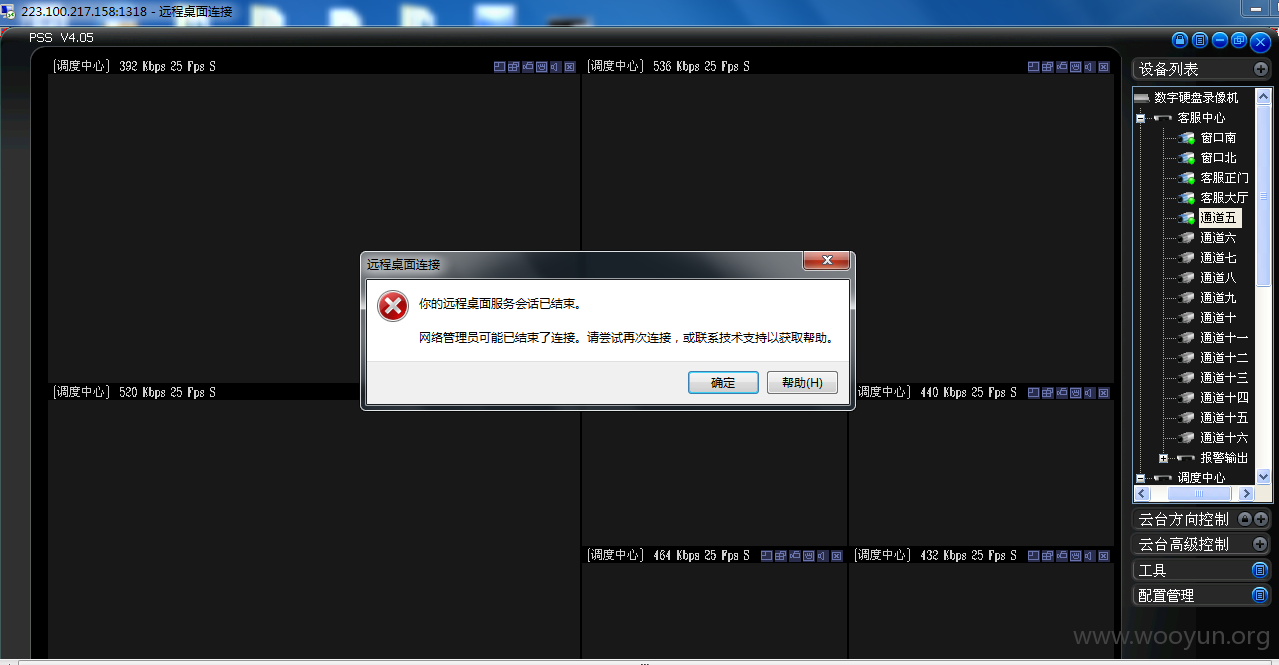 223.100.217.158:1318 - 远程桌面连接
PSS V4.05
[调度中心] 392 Kbps 25 Fps S
[调度中心] 536 Kbps 25 Fps S
设备列表
数字硬盘录像机
客服中心
窗口南
窗口北
客服正门
客服大厅
通道五
通道六
通道七
通道八
通道九
通道十
通道十一
通道十二
通道十三
通道十四
通道十五
通道十六
报警输出
调度中心
远程桌面连接
你的远程桌面服务会话已结束。
网络管理员可能已结束了连接。请尝试再次连接，或联系技术支持以获取帮助。
确定
帮助(H)
[调度中心] 520 Kbps 25 Fps S
调度中心] 440 Kbps 25 Fps S
[调度中心] 464 Kbps 25 Fps S
[调度中心] 432 Kbps 25 Fps S
云台方向控制
云台高级控制
工具
配置管理
www.wooyun.org